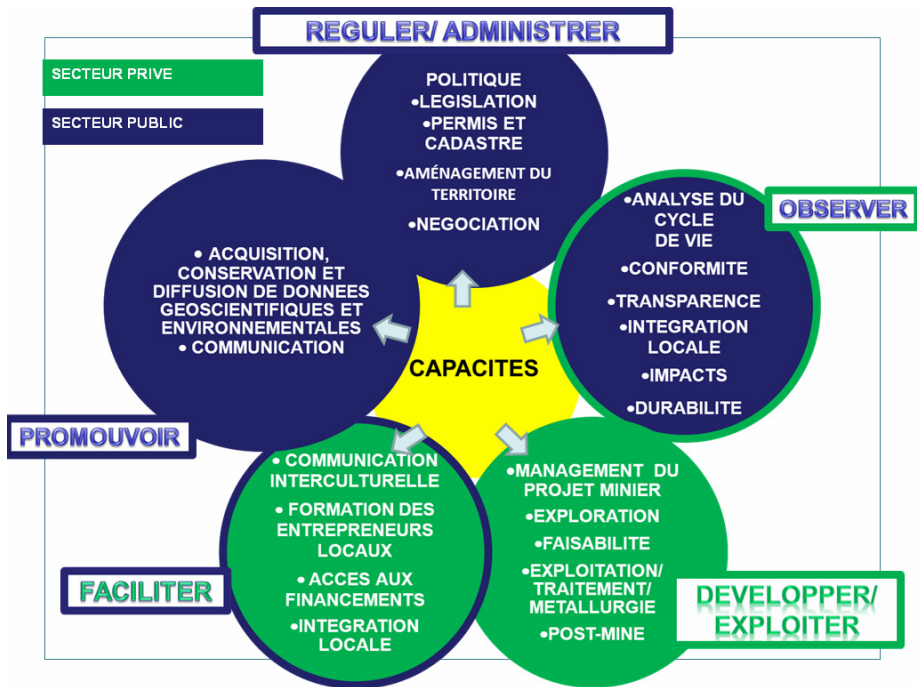 REGULER/ ADMINISTRER
SECTEUR PRIVE
SECTEUR PUBLIC
POLITIQUE
•LEGISLATION
•PERMIS ET
CADASTRE
•AMÉNAGEMENT DU
TERRITOIRE
•NEGOCIATION
OBSERVER
•ANALYSE DU
CYCLE
DE VIE
•CONFORMITE
•TRANSPARENCE
•INTEGRATION
LOCALE
•IMPACTS
•DURABILITE
• ACQUISITION,
CONSERVATION ET
DIFFUSION DE DONNEES
GEOSCIENTIFIQUES ET
ENVIRONNEMENTALES
• COMMUNICATION
PROMOUVOIR
CAPACITES
• COMMUNICATION
INTERCULTURELLE
• FORMATION DES
ENTREPRENEURS
LOCAUX
• ACCES AUX
FINANCEMENTS
• INTEGRATION
LOCALE
FACILITER
•MANAGEMENT DU
PROJET MINIER
•EXPLORATION
•FAISABILITE
•EXPLOITATION/
TRAITEMENT/
METALLURGIE
•POST-MINE
DEVELOPPER/
EXPLOITER